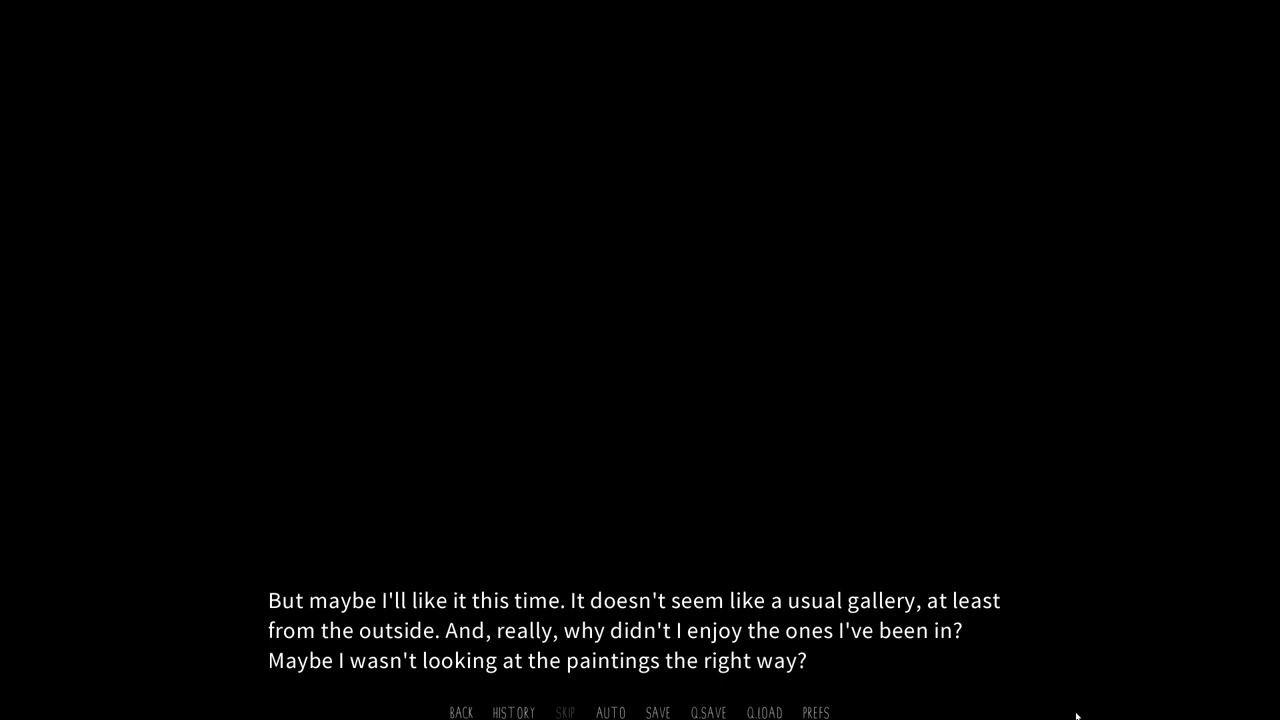 But maybe I'll like it this time. It doesn't seem like a usual gallery, at least
from the outside. And, really, why didn't I enjoy the ones I've been in?
Maybe I wasn't looking at the paintings the right way?
BACK HISTORY SKIP AUTO SAVE Q.SAVE Q.LOAD PREFS